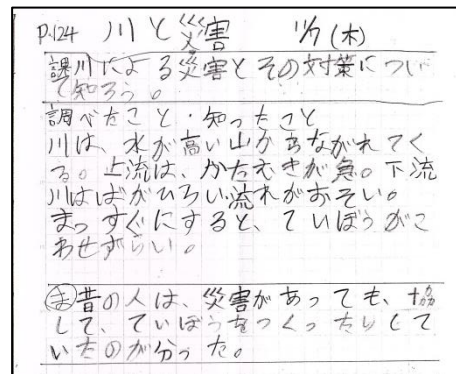 P.124 川と災害 11/7(木)
課川による災害とその対策につい
て知ろう。
調べたこと・知ったこと
川は、水が高い山からながれてく
る。上流は、かたむきが急。下流
川はばがひろい流れがおそい。
まっすぐにすると、ていぼうがこ
わせずらい。
ま昔の人は、災害があっても、協
して、ていぼうをつくったりして
いたのが分った。